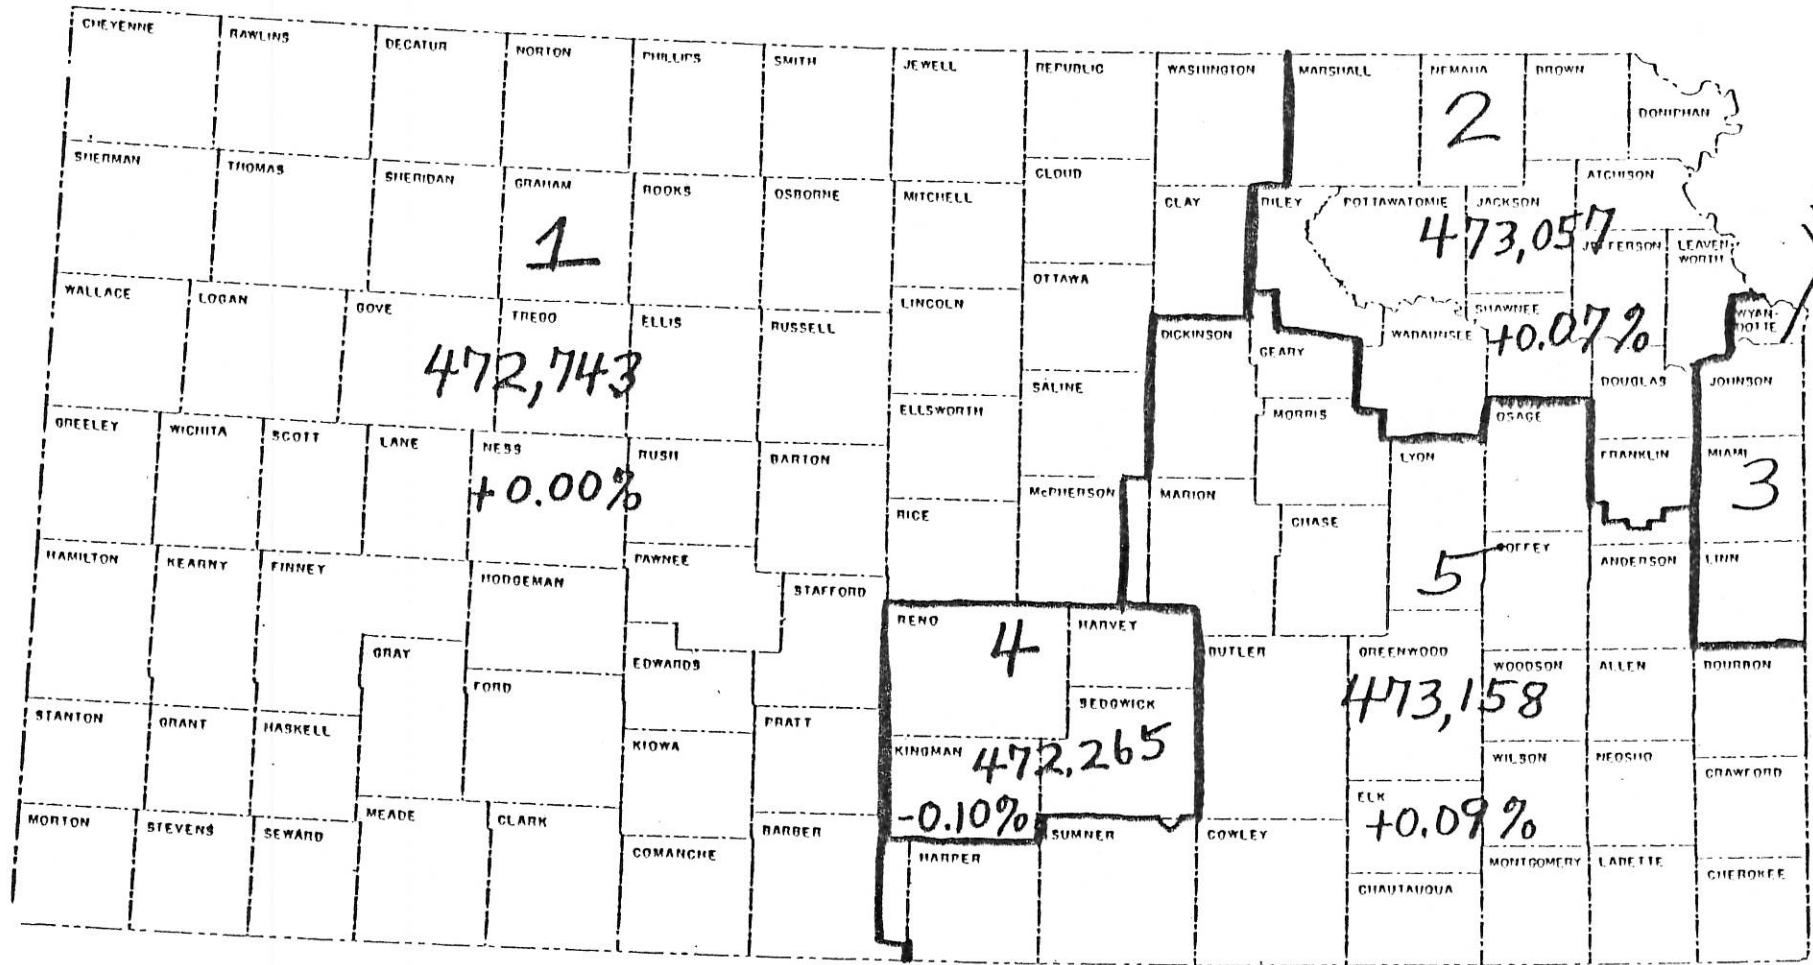 CHEYENNE
RAWLINS
DECATUR
NORTON
PHILLIPS
SMITH
JEWELL
REPUBLIC
WASHINGTON
MARSHALL
NEMAHA
BROWN
DONIPHAN
2
SHERMAN
THOMAS
SHERIDAN
GRAHAM
ROOKS
OSBORNE
MITCHELL
CLOUD
CLAY
RILEY
POTTAWATOMIE
JACKSON
ATCHISON
1
473,057
JEFFERSON
LEAVEN-
WORTH
WALLACE
LOGAN
GOVE
TREGO
ELLIS
RUSSELL
LINCOLN
OTTAWA
DICKINSON
GEARY
WABAUNSEE
SHAWNEE
WYAN-
DOTTE
+0.07%
472,743
ELLSWORTH
SALINE
MORRIS
DOUGLAS
JOHNSON
GREELEY
WICHITA
SCOTT
LANE
NESS
RUSH
BARTON
LYON
OSAGE
FRANKLIN
MIAMI
+0.00%
3
RICE
McPHERSON
MARION
CHASE
HAMILTON
KEARNY
FINNEY
HODGEMAN
PAWNEE
STAFFORD
5
COFFEY
ANDERSON
LINN
RENO
4
HARVEY
GRAY
EDWARDS
BUTLER
GREENWOOD
WOODSON
ALLEN
BOURBON
FORD
SEDGWICK
473,158
STANTON
GRANT
HASKELL
KIOWA
PRATT
KINGMAN
472,265
WILSON
NEOSHO
CRAWFORD
-0.10%
ELK
+0.09%
MORTON
STEVENS
SEWARD
MEADE
CLARK
COMANCHE
BARBER
HARPER
SUMNER
COWLEY
CHAUTAUQUA
MONTGOMERY
LABETTE
CHEROKEE